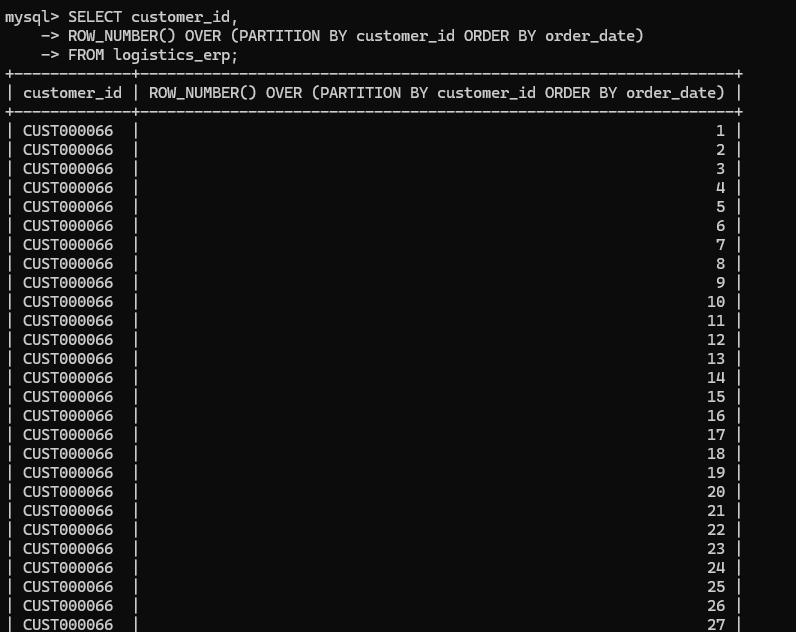 mysql> SELECT customer_id,
    -> ROW_NUMBER() OVER (PARTITION BY customer_id ORDER BY order_date)
    -> FROM logistics_erp;
+-------------+------------------------------------------------------------------+
| customer_id | ROW_NUMBER() OVER (PARTITION BY customer_id ORDER BY order_date) |
+-------------+------------------------------------------------------------------+
| CUST000066  |                                                                1 |
| CUST000066  |                                                                2 |
| CUST000066  |                                                                3 |
| CUST000066  |                                                                4 |
| CUST000066  |                                                                5 |
| CUST000066  |                                                                6 |
| CUST000066  |                                                                7 |
| CUST000066  |                                                                8 |
| CUST000066  |                                                                9 |
| CUST000066  |                                                               10 |
| CUST000066  |                                                               11 |
| CUST000066  |                                                               12 |
| CUST000066  |                                                               13 |
| CUST000066  |                                                               14 |
| CUST000066  |                                                               15 |
| CUST000066  |                                                               16 |
| CUST000066  |                                                               17 |
| CUST000066  |                                                               18 |
| CUST000066  |                                                               19 |
| CUST000066  |                                                               20 |
| CUST000066  |                                                               21 |
| CUST000066  |                                                               22 |
| CUST000066  |                                                               23 |
| CUST000066  |                                                               24 |
| CUST000066  |                                                               25 |
| CUST000066  |                                                               26 |
| CUST000066  |                                                               27 |